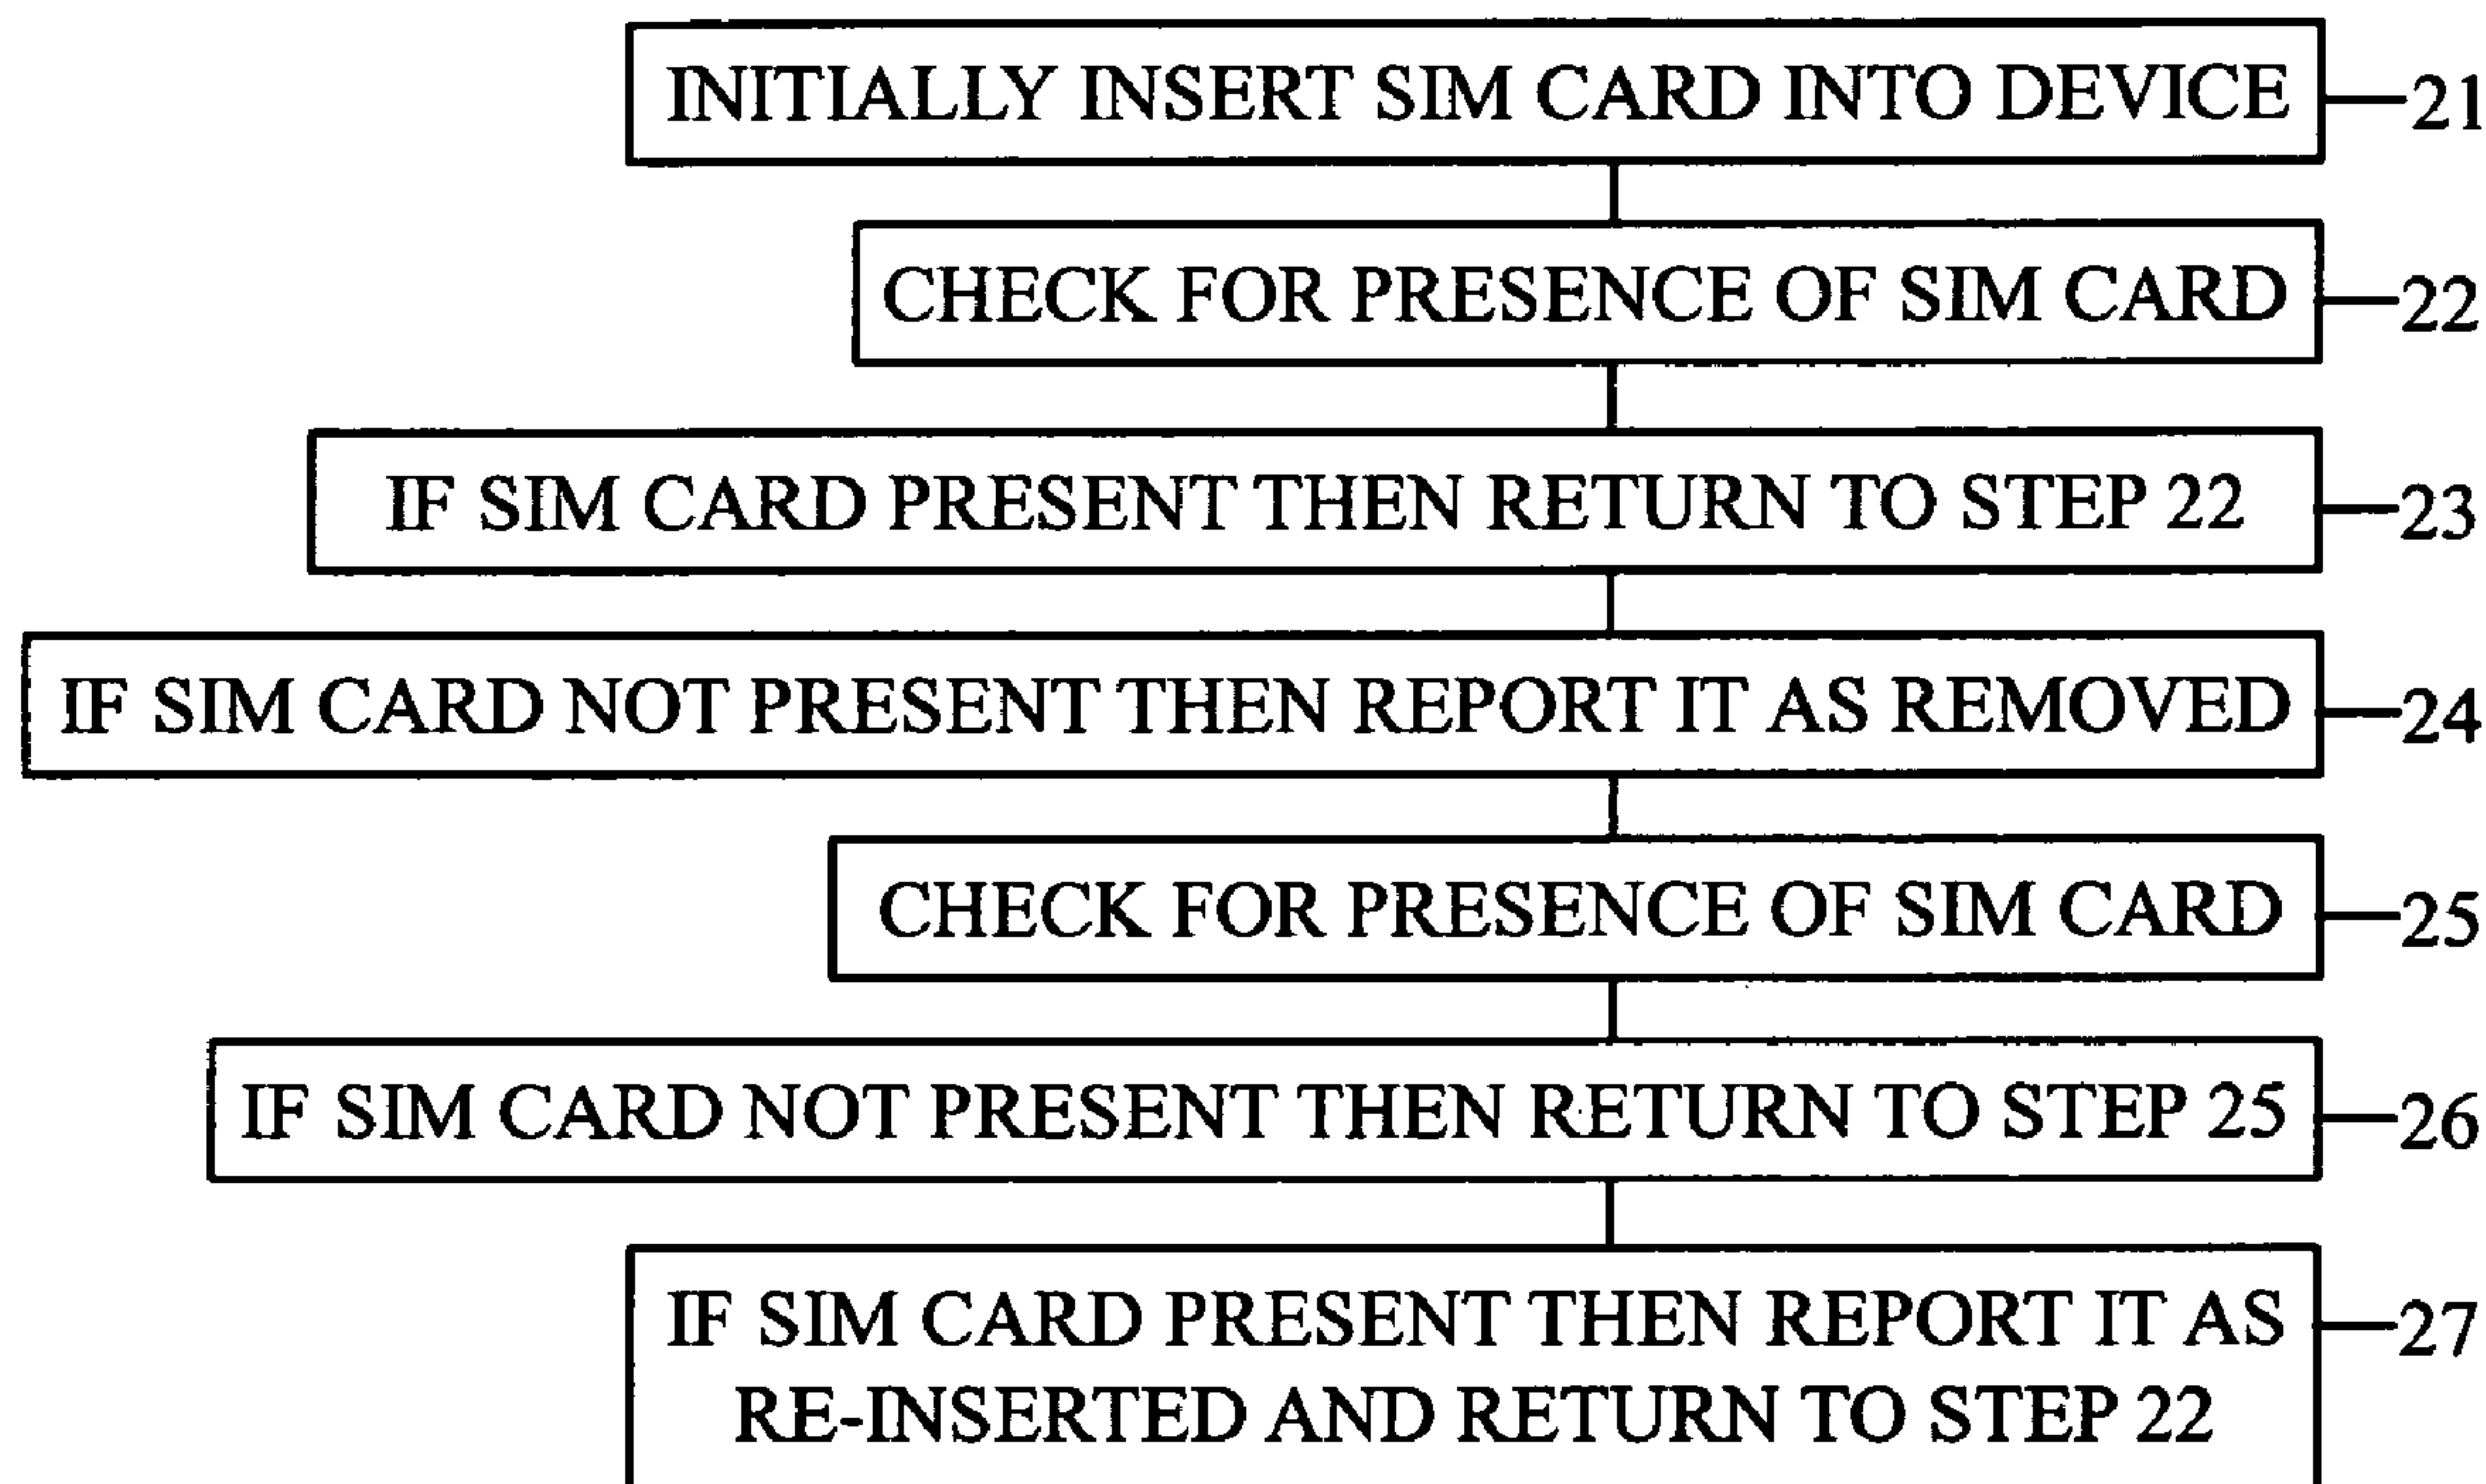 INITIALLY INSERT SIM CARD INTO DEVICE 21
CHECK FOR PRESENCE OF SIM CARD 22
IF SIM CARD PRESENT THEN RETURN TO STEP 22 23
IF SIM CARD NOT PRESENT THEN REPORT IT AS REMOVED 24
CHECK FOR PRESENCE OF SIM CARD 25
IF SIM CARD NOT PRESENT THEN RETURN TO STEP 25 26
IF SIM CARD PRESENT THEN REPORT IT AS 27
RE-INSERTED AND RETURN TO STEP 22